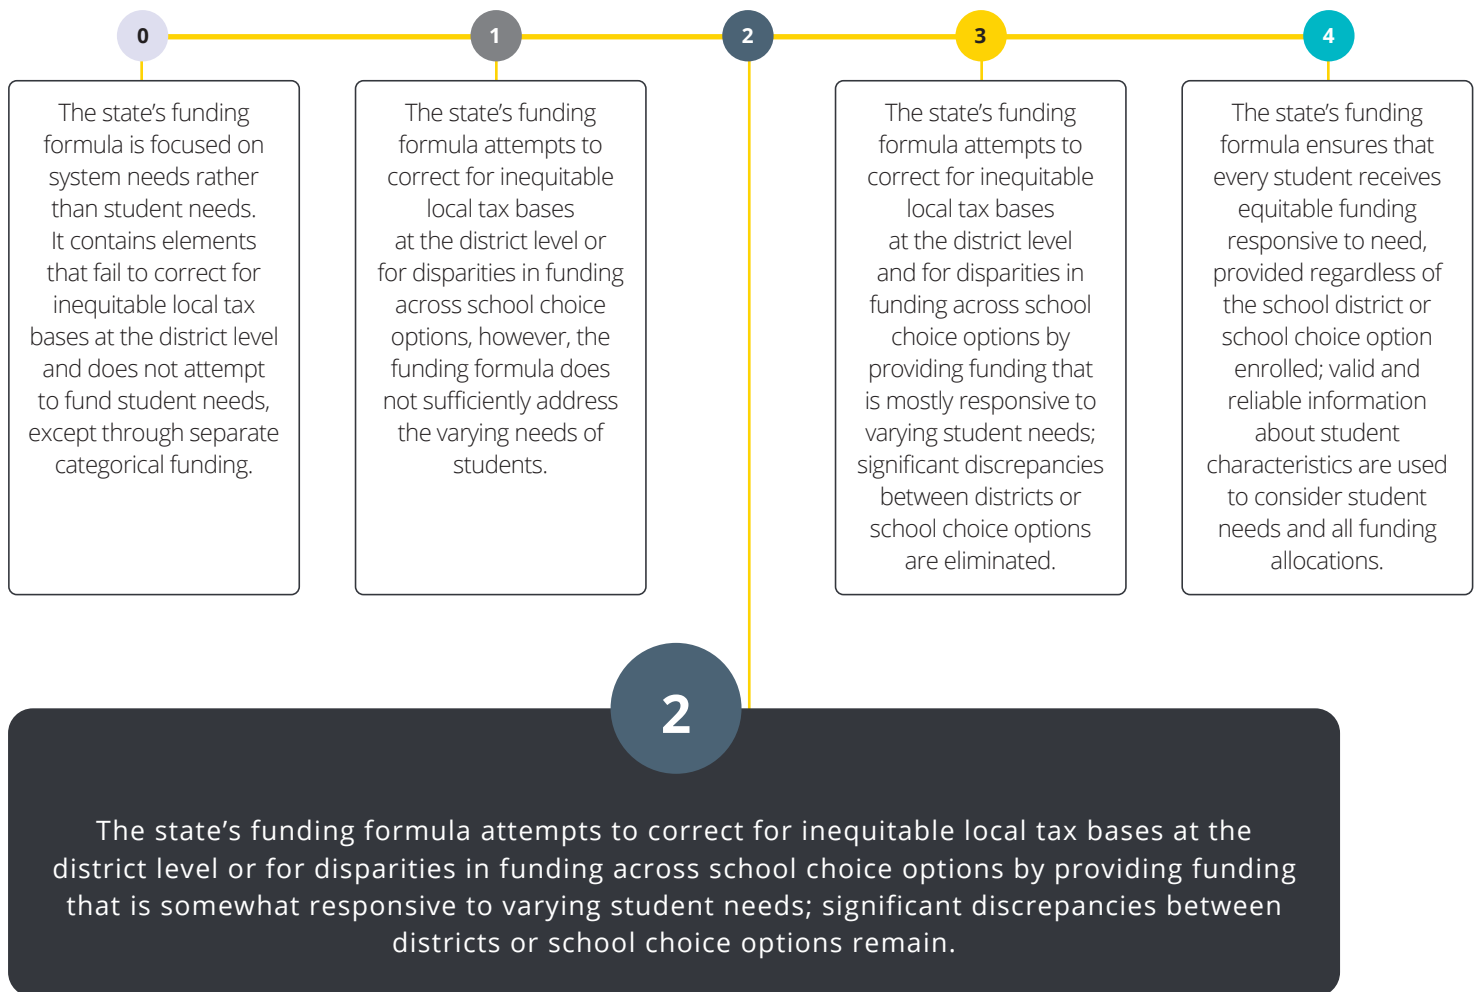 0
1
2
3
4
The state’s funding
formula is focused on
system needs rather
than student needs.
It contains elements
that fail to correct for
inequitable local tax
bases at the district level
and does not attempt
to fund student needs,
except through separate
categorical funding.
The state’s funding
formula attempts to
correct for inequitable
local tax bases
at the district level or
for disparities in funding
across school choice
options, however, the
funding formula does
not sufficiently address
the varying needs of
students.
The state’s funding
formula attempts to
correct for inequitable
local tax bases
at the district level
and for disparities in
funding across school
choice options by
providing funding that
is mostly responsive to
varying student needs;
significant discrepancies
between districts or
school choice options
are eliminated.
The state’s funding
formula ensures that
every student receives
equitable funding
responsive to need,
provided regardless of
the school district or
school choice option
enrolled; valid and
reliable information
about student
characteristics are used
to consider student
needs and all funding
allocations.
2
The state’s funding formula attempts to correct for inequitable local tax bases at the
district level or for disparities in funding across school choice options by providing funding
that is somewhat responsive to varying student needs; significant discrepancies between
districts or school choice options remain.